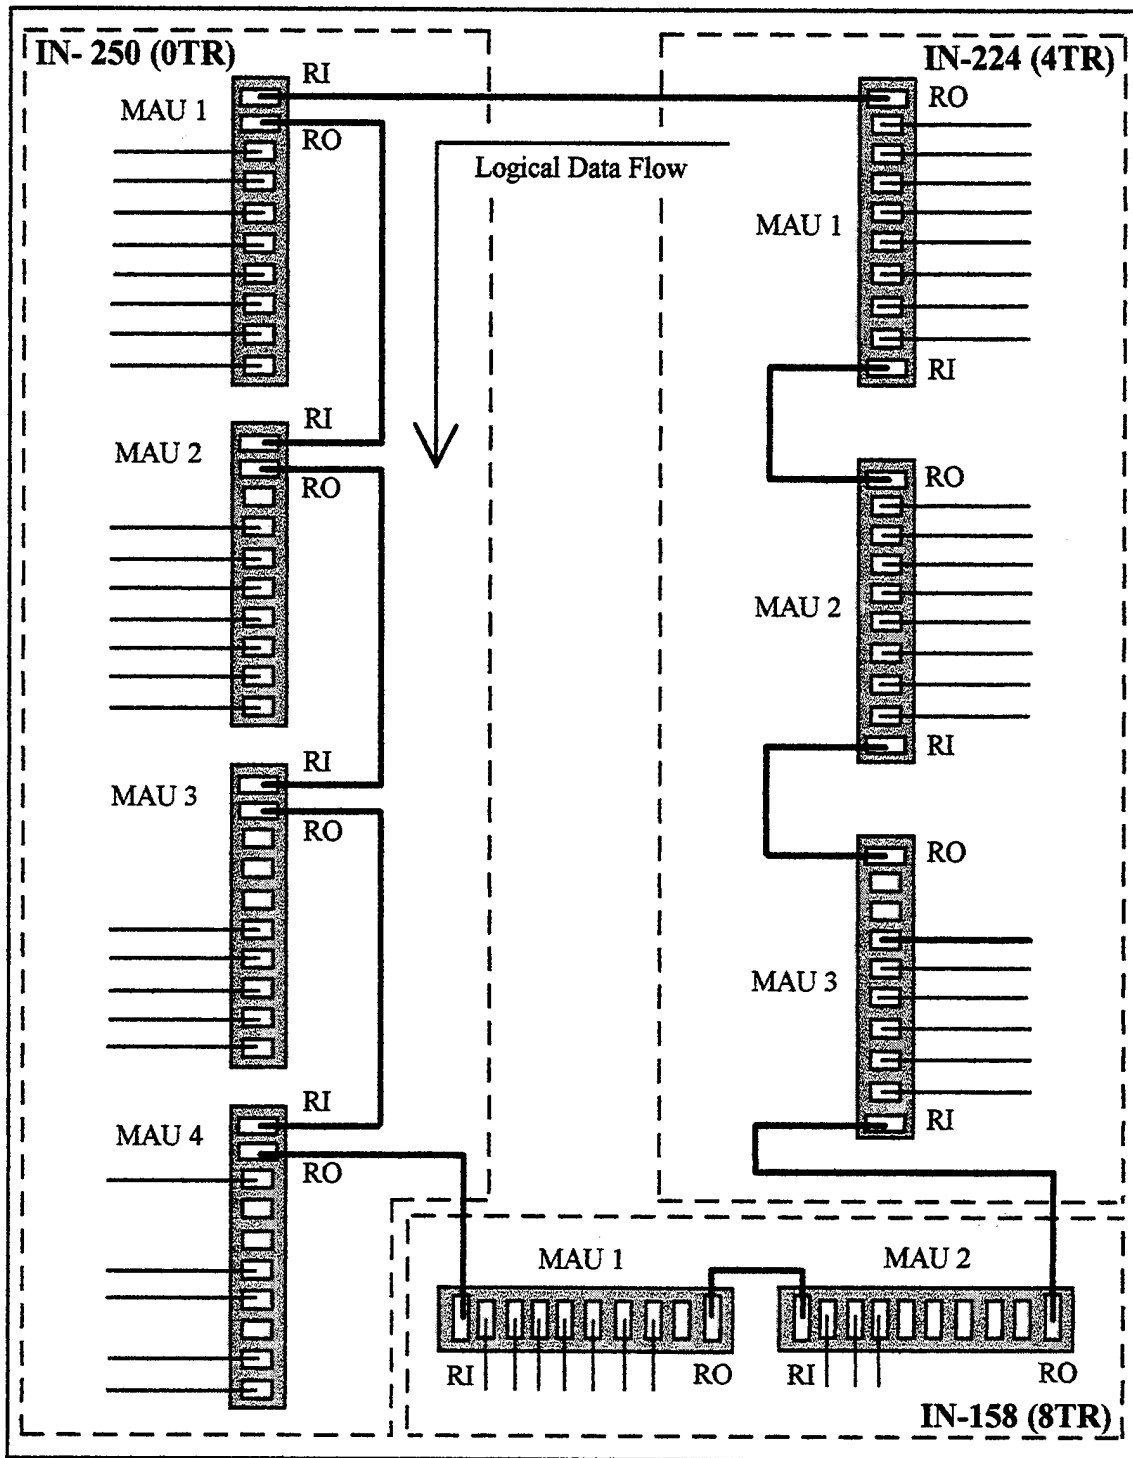 IN- 250 (0TR)
RI
MAU 1
RO
IN-224 (4TR)
RO
Logical Data Flow
MAU 1
RI
RI
MAU 2
RO
RO
MAU 2
RI
RI
MAU 3
RO
RO
MAU 3
RI
RI
MAU 4
RO
MAU 1
MAU 2
RI
RO
RI
RO
IN-158 (8TR)